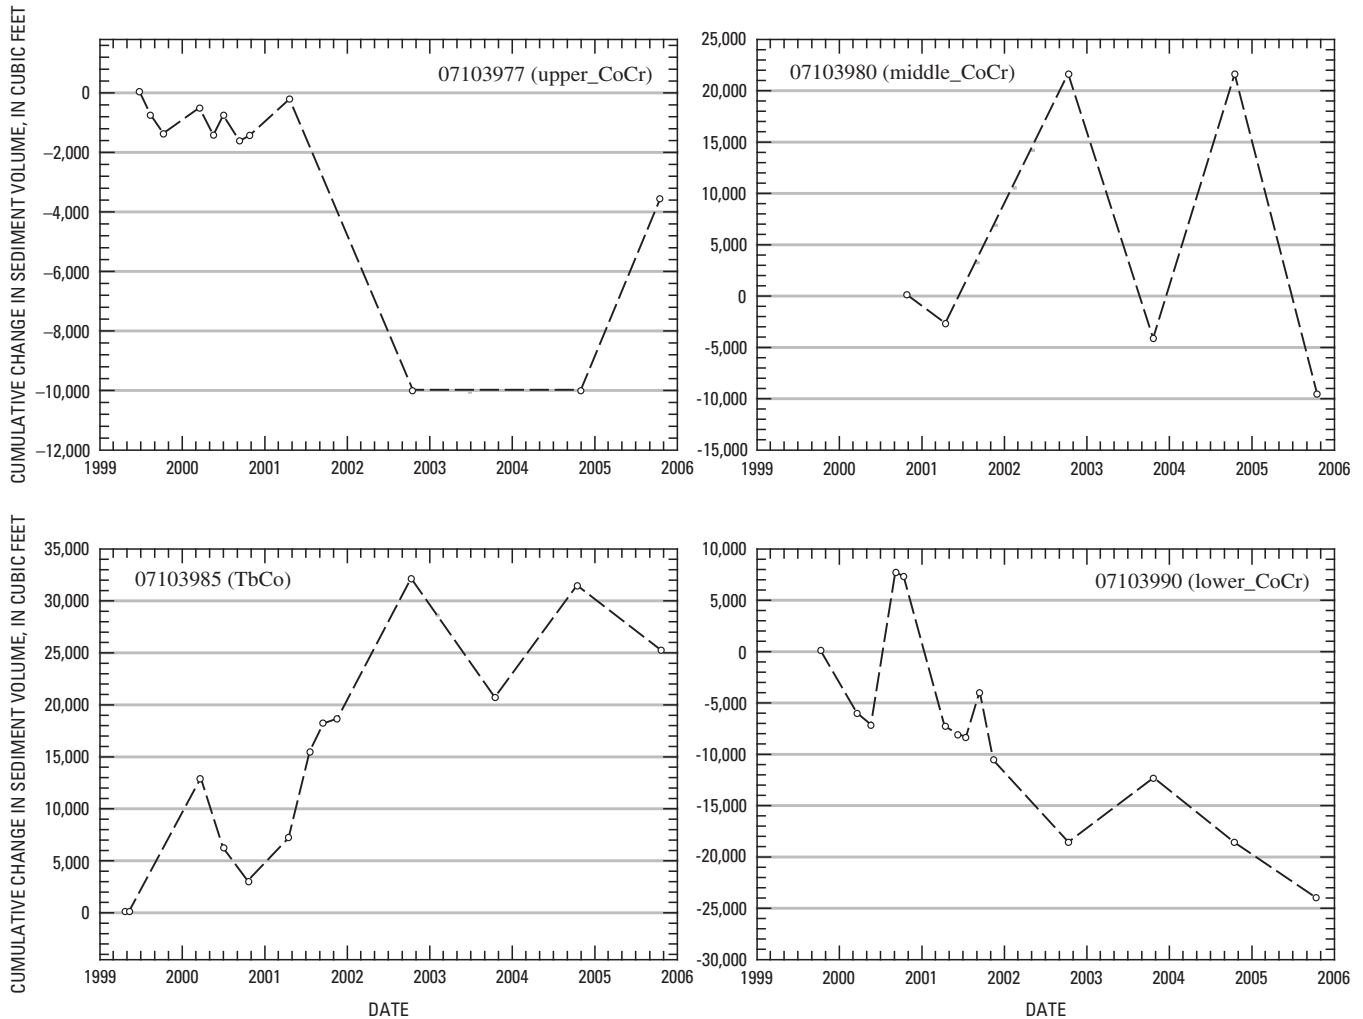 CUMULATIVE CHANGE IN SEDIMENT VOLUME, IN CUBIC FEET
07103977 (upper_CoCr)
0
–2,000
–4,000
–6,000
–8,000
–10,000
–12,000
1999 2000 2001 2002 2003 2004 2005 2006
07103980 (middle_CoCr)
25,000
20,000
15,000
10,000
5,000
0
-5,000
-10,000
-15,000
1999 2000 2001 2002 2003 2004 2005 2006
CUMULATIVE CHANGE IN SEDIMENT VOLUME, IN CUBIC FEET
07103985 (TbCo)
35,000
30,000
25,000
20,000
15,000
10,000
5,000
0
1999 2000 2001 2002 2003 2004 2005 2006
DATE
07103990 (lower_CoCr)
10,000
5,000
0
-5,000
-10,000
-15,000
-20,000
-25,000
-30,000
1999 2000 2001 2002 2003 2004 2005 2006
DATE